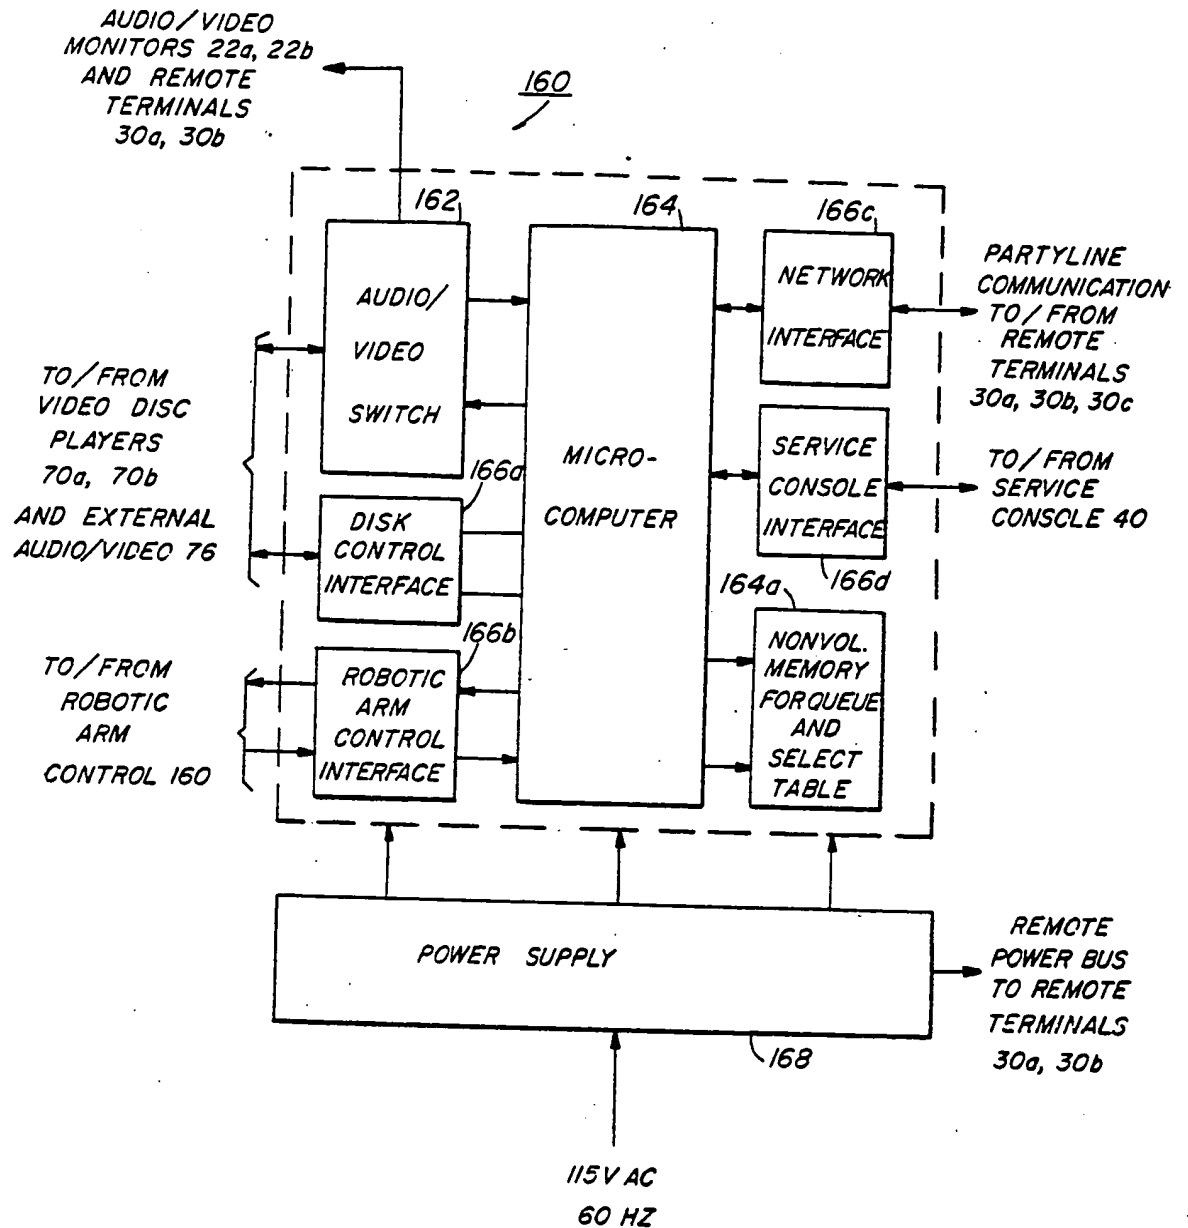 AUDIO/VIDEO
MONITORS 22a, 22b
AND REMOTE
TERMINALS
30a, 30b
160
162
AUDIO/
VIDEO
SWITCH
164
MICRO-
COMPUTER
166c
NETWORK
INTERFACE
PARTYLINE
COMMUNICATION
TO/FROM
REMOTE
TERMINALS
30a, 30b, 30c
TO/FROM
VIDEO DISC
PLAYERS
70a, 70b
AND EXTERNAL
AUDIO/VIDEO 76
166a
DISK
CONTROL
INTERFACE
SERVICE
CONSOLE
INTERFACE
166d
TO/FROM
SERVICE
CONSOLE 40
TO/FROM
ROBOTIC
ARM
CONTROL 160
166b
ROBOTIC
ARM
CONTROL
INTERFACE
164a
NONVOL.
MEMORY
FOR QUEUE
AND
SELECT
TABLE
POWER SUPPLY
168
REMOTE
POWER BUS
TO REMOTE
TERMINALS
30a, 30b
115V AC
60 HZ